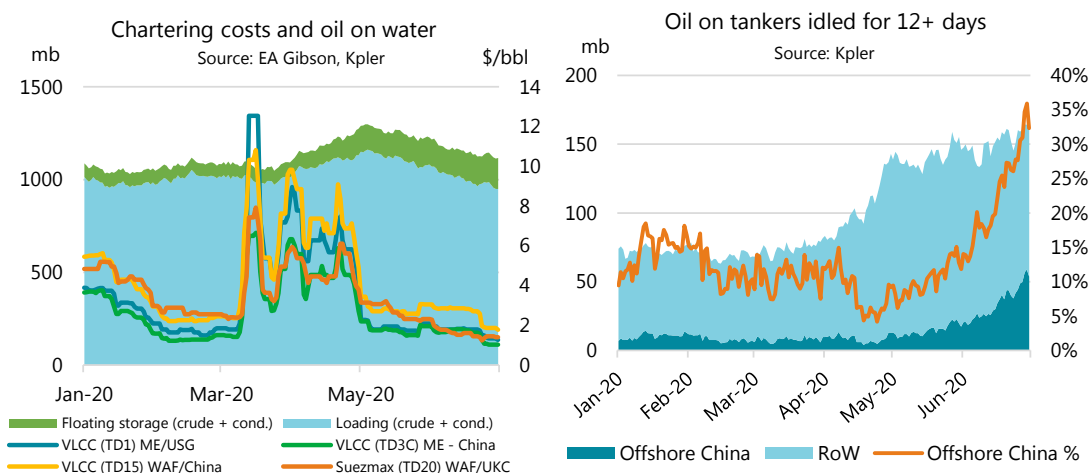 Chartering costs and oil on water
Source: EA Gibson, Kpler
mb
$/bbl
1500
1000
500
0
14
12
10
8
6
4
2
0
Jan-20
Mar-20
May-20
Floating storage (crude + cond.)
Loading (crude + cond.)
VLCC (TD1) ME/USG
VLCC (TD3C) ME - China
VLCC (TD15) WAF/China
Suezmax (TD20) WAF/UKC
Oil on tankers idled for 12+ days
Source: Kpler
mb
200
150
100
50
0
40%
35%
30%
25%
20%
15%
10%
5%
0%
Jan-20
Feb-20
Mar-20
Apr-20
May-20
Jun-20
Offshore China
RoW
Offshore China %